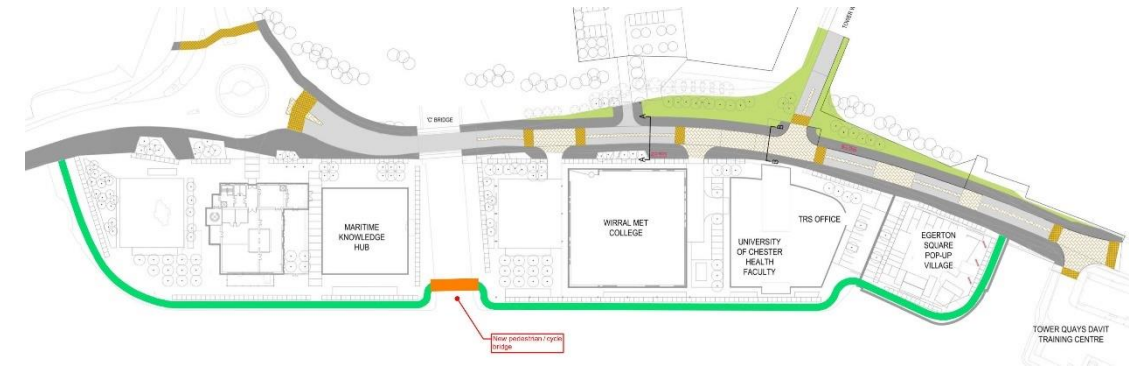 TOWER
'C' BRIDGE
A
B
A
B
MARITIME
KNOWLEDGE
HUB
WIRRAL MET
COLLEGE
TRS OFFICE
UNIVERSITY
OF CHESTER
HEALTH
FACULTY
EGERTON
SQUARE
POP-UP
VILLAGE
New pedestrian / cycle
bridge
TOWER QUAYS DAVIT
TRAINING CENTRE